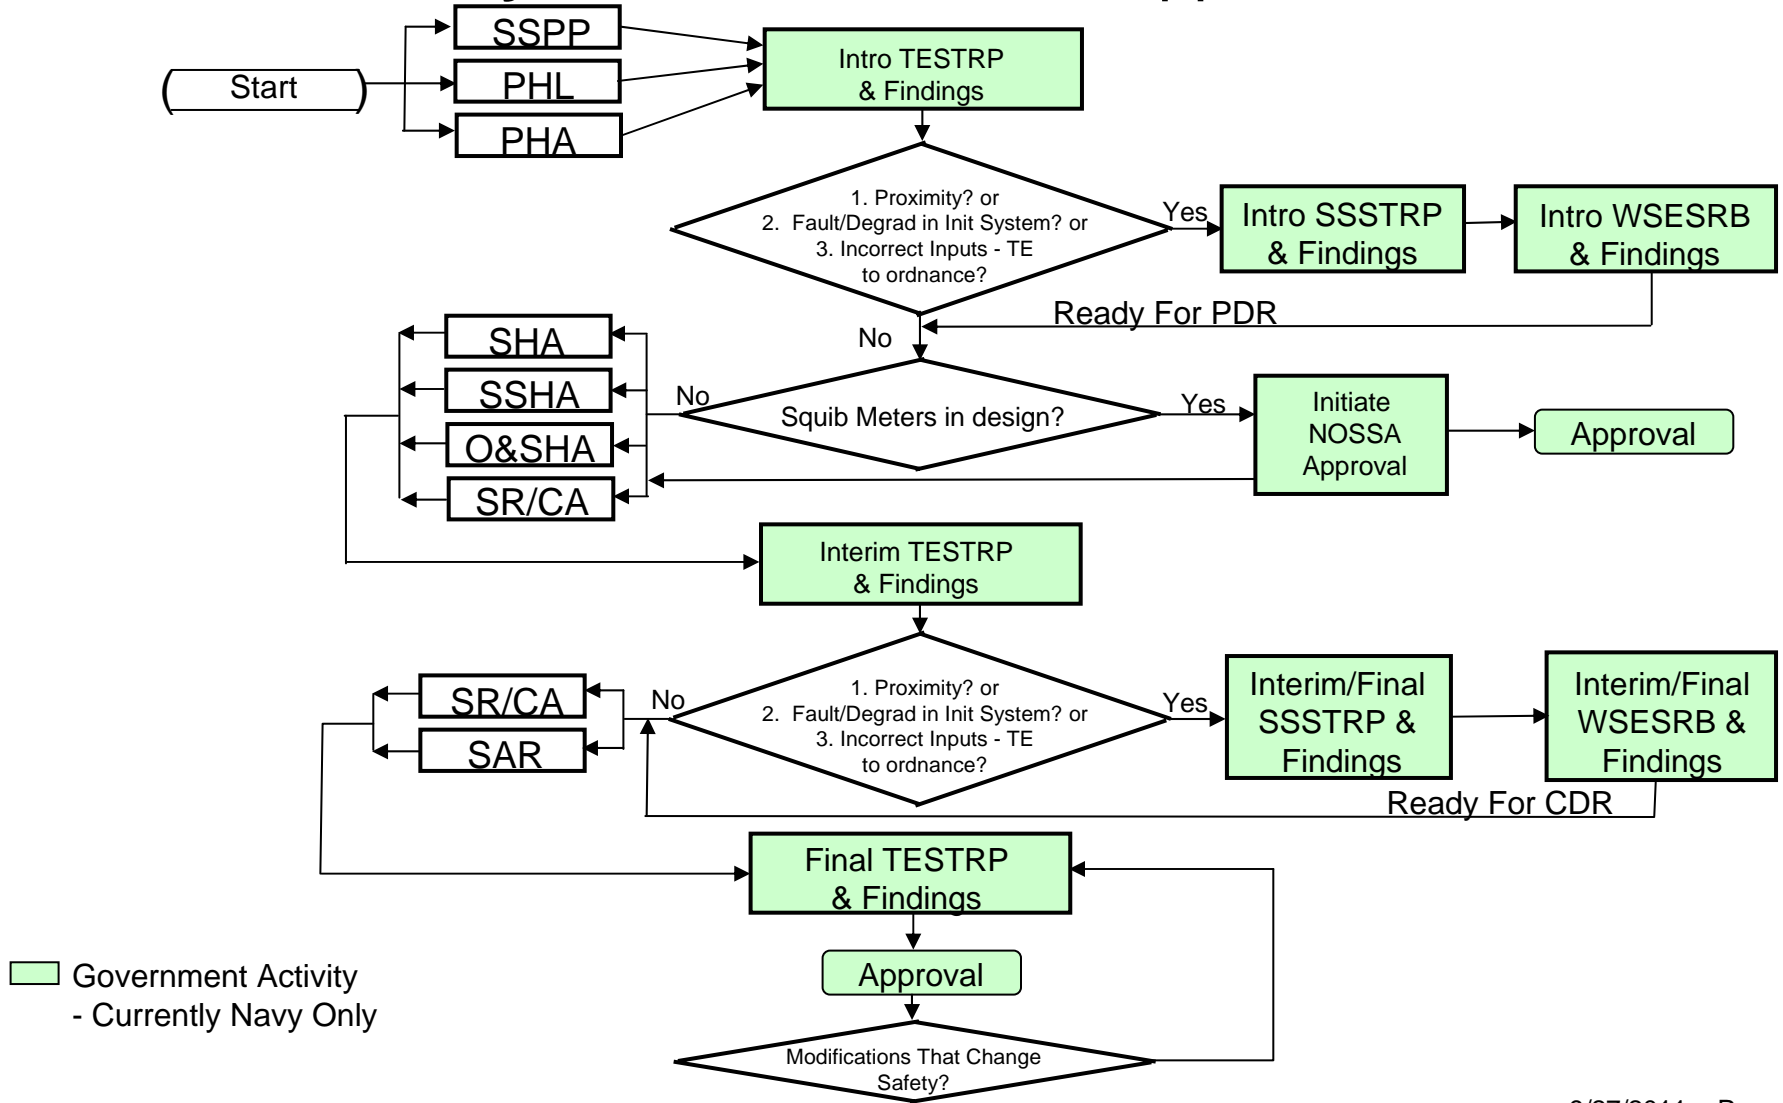 SSPP
Start
PHL
PHA
Intro TESTRP
& Findings
1. Proximity? or
2. Fault/Degrad in Init System? or
3. Incorrect Inputs - TE
to ordnance?
Yes
Intro SSSTRP
& Findings
Intro WSESRB
& Findings
Ready For PDR
No
Squib Meters in design?
Yes
Initiate
NOSSA
Approval
Approval
No
SHA
SSHA
O&SHA
SR/CA
Interim TESTRP
& Findings
1. Proximity? or
2. Fault/Degrad in Init System? or
3. Incorrect Inputs - TE
to ordnance?
Yes
Interim/Final
SSSTRP &
Findings
Interim/Final
WSESRB &
Findings
Ready For CDR
No
SR/CA
SAR
Final TESTRP
& Findings
Approval
Modifications That Change
Safety?
Government Activity
- Currently Navy Only